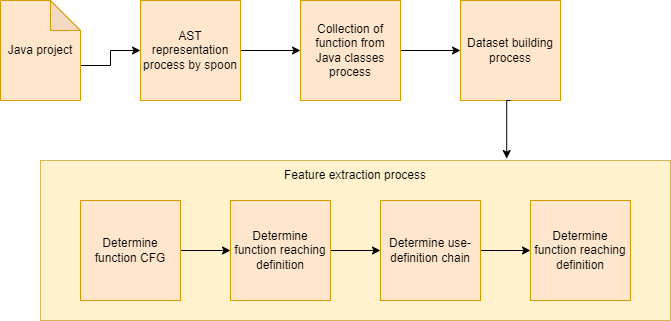 Java project
AST
representation
process by spoon
Collection of
function from
Java classes
process
Dataset building
process
Feature extraction process
Determine
function CFG
Determine
function reaching
definition
Determine use-
definition chain
Determine
function reaching
definition